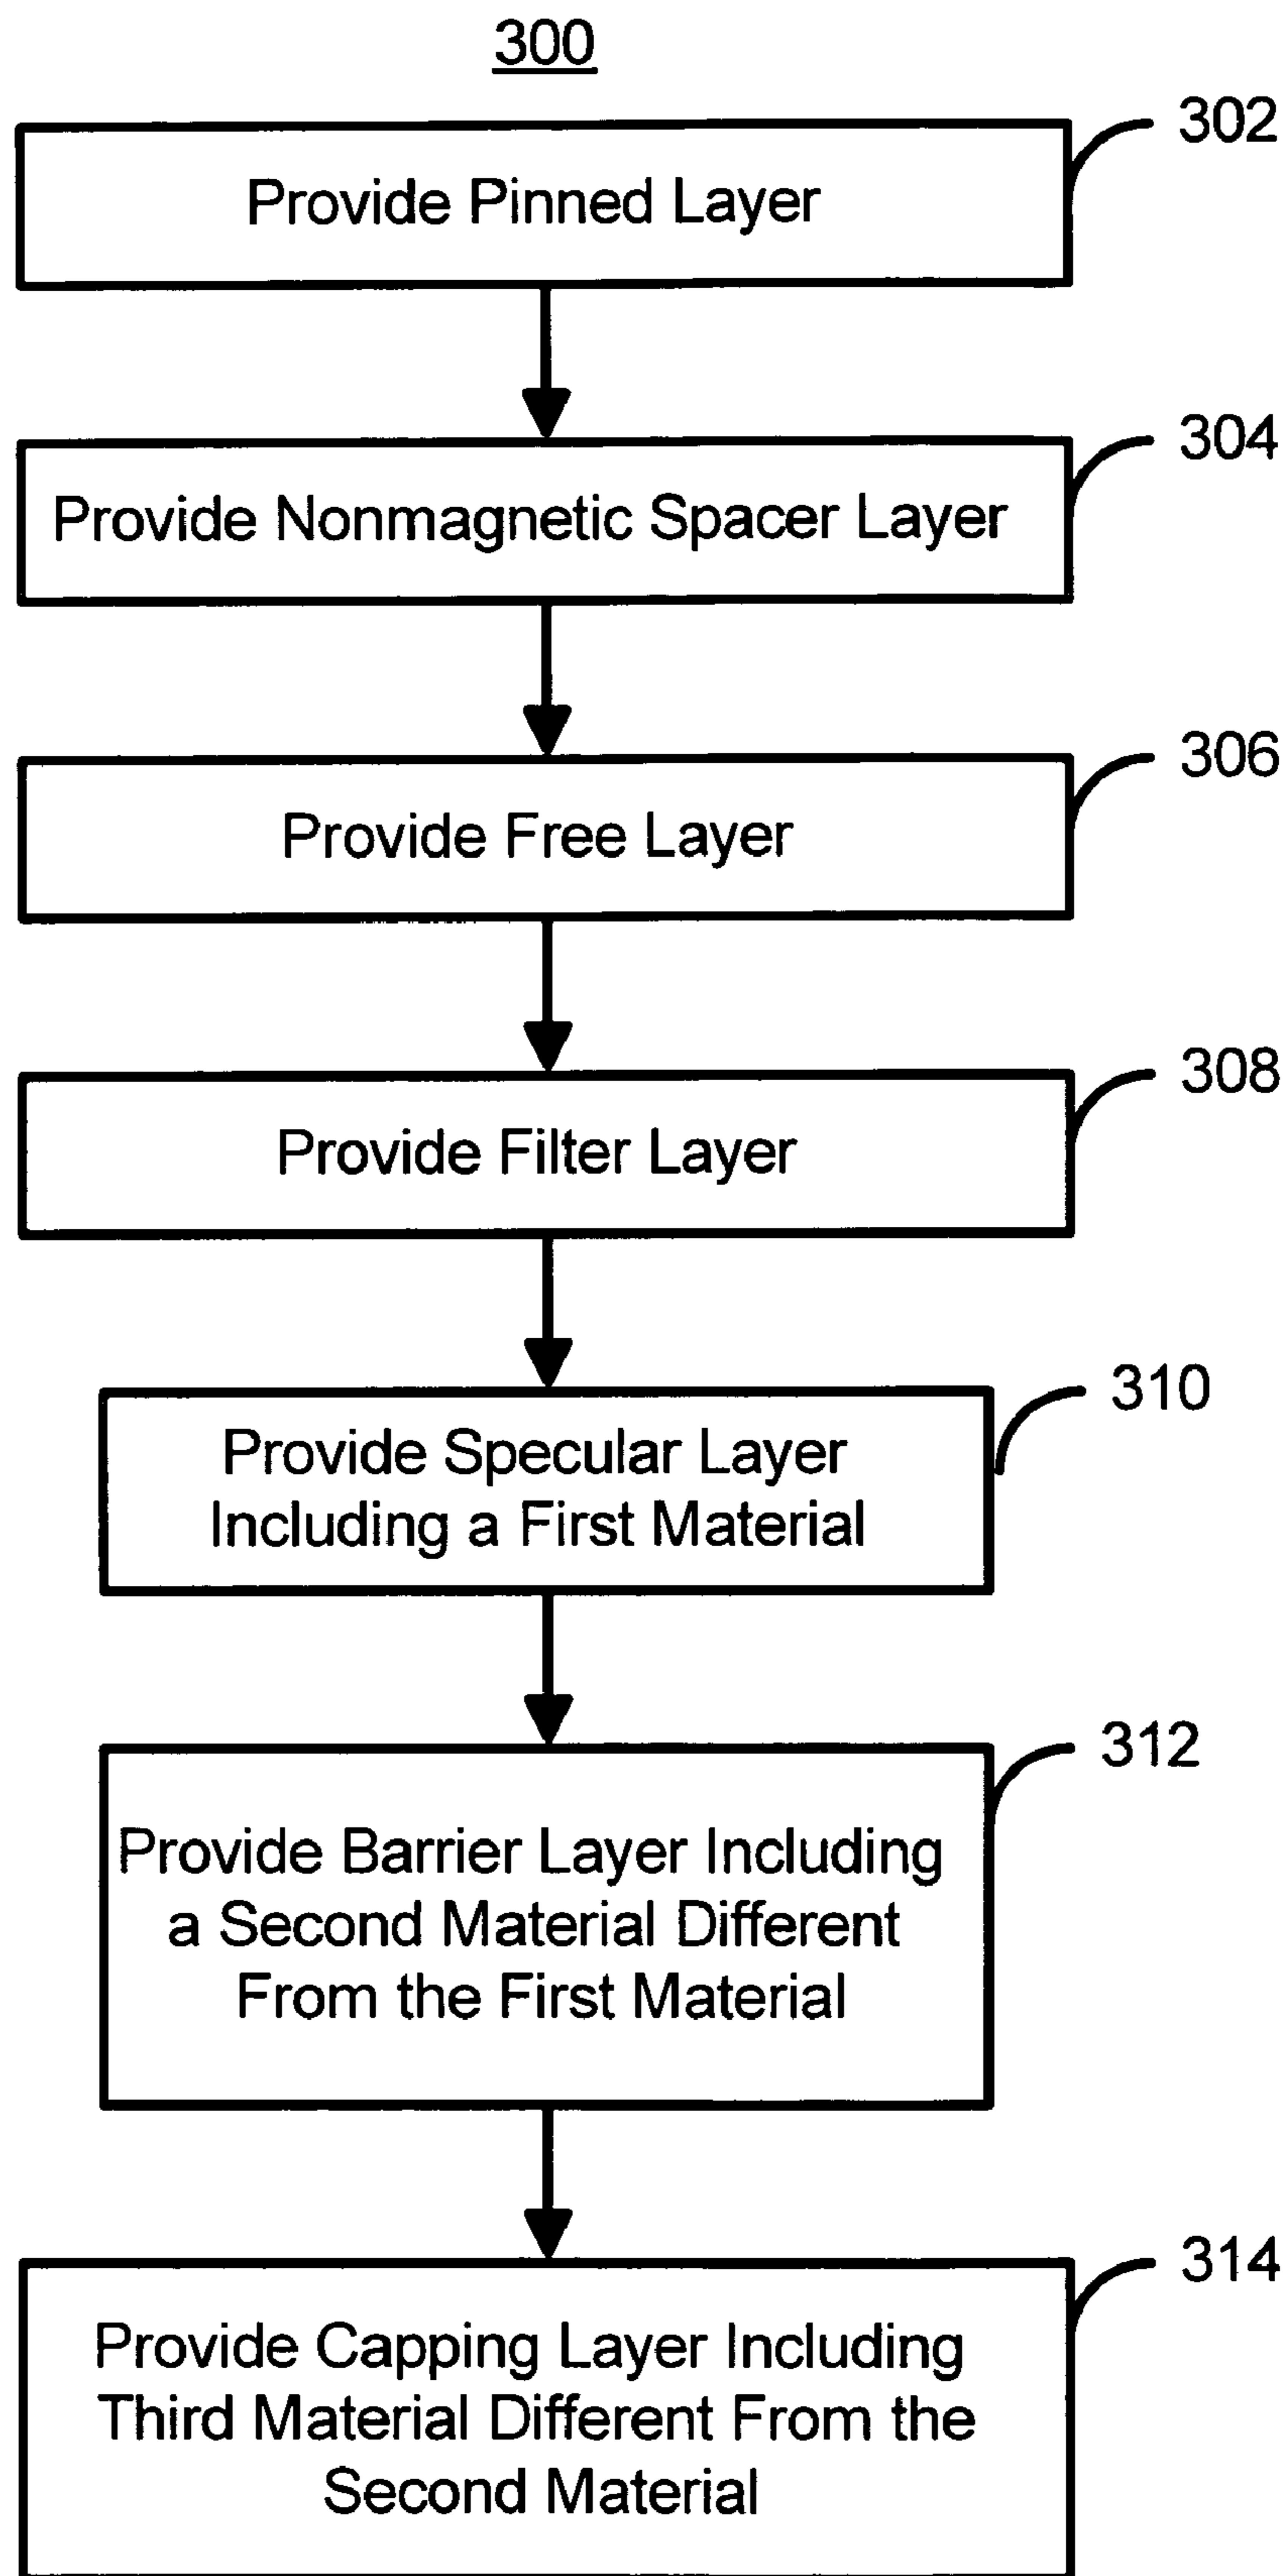 300
302
Provide Pinned Layer
304
Provide Nonmagnetic Spacer Layer
306
Provide Free Layer
308
Provide Filter Layer
310
Provide Specular Layer
Including a First Material
312
Provide Barrier Layer Including
a Second Material Different
From the First Material
314
Provide Capping Layer Including
Third Material Different From the
Second Material